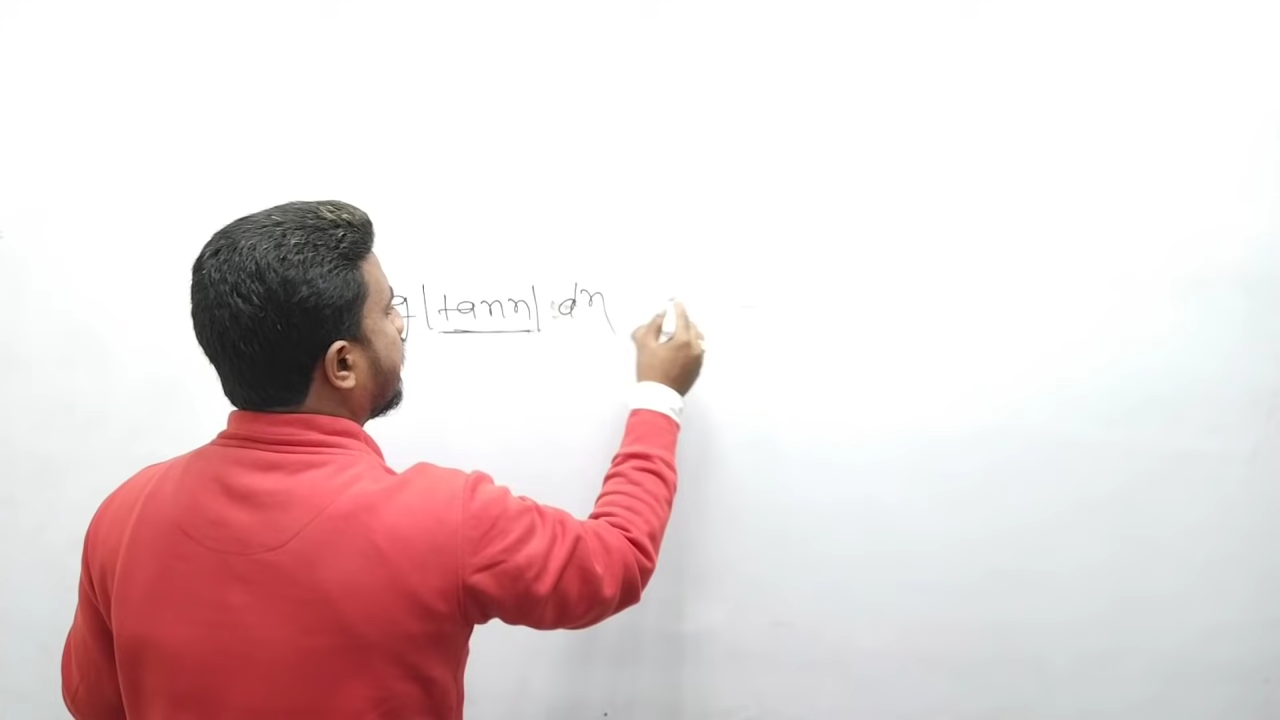 g |tanx| . dx